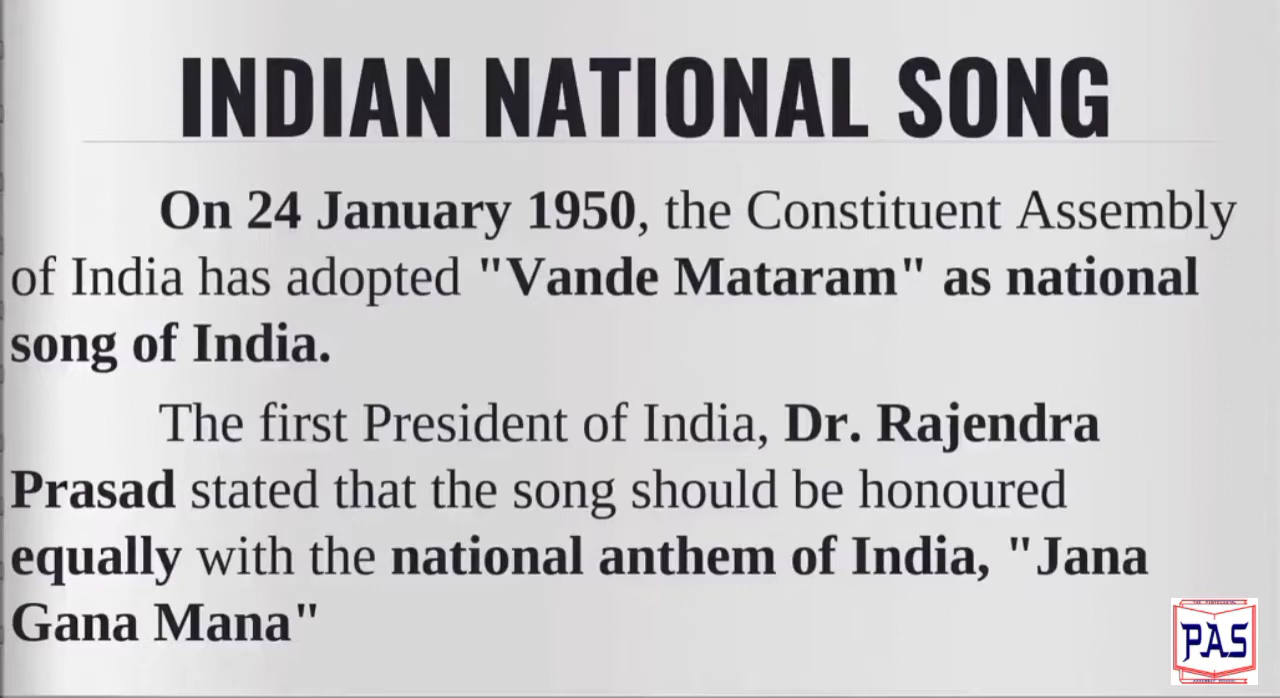 INDIAN NATIONAL SONG
On 24 January 1950, the Constituent Assembly
of India has adopted "Vande Mataram" as national
song of India.
The first President of India, Dr. Rajendra
Prasad stated that the song should be honoured
equally with the national anthem of India, "Jana
Gana Mana"
PAS